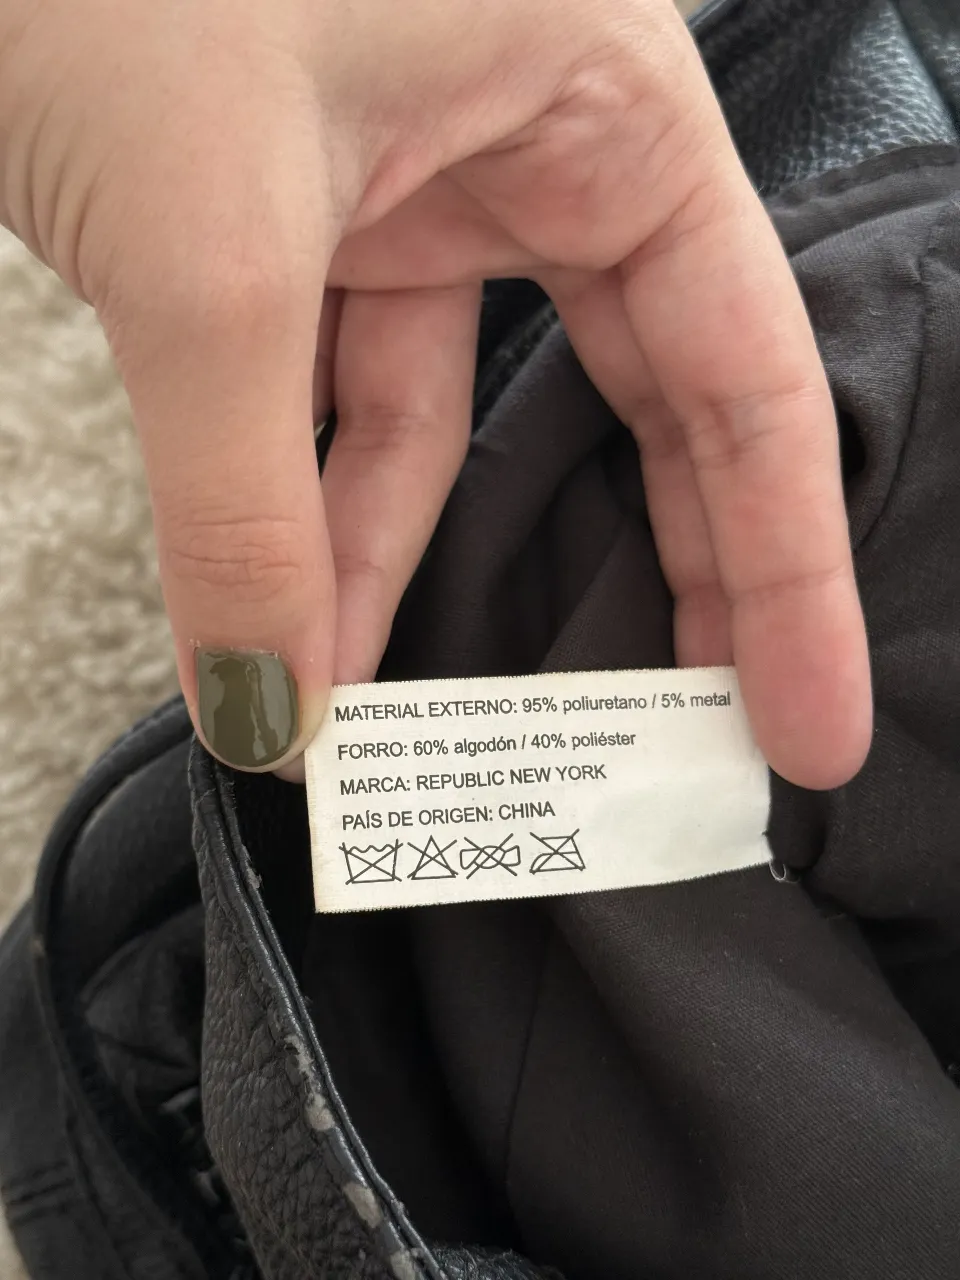 MATERIAL EXTERNO: 95% poliuretano / 5% metal
FORRO: 60% algodón / 40% poliéster
MARCA: REPUBLIC NEW YORK
PAÍS DE ORIGEN: CHINA